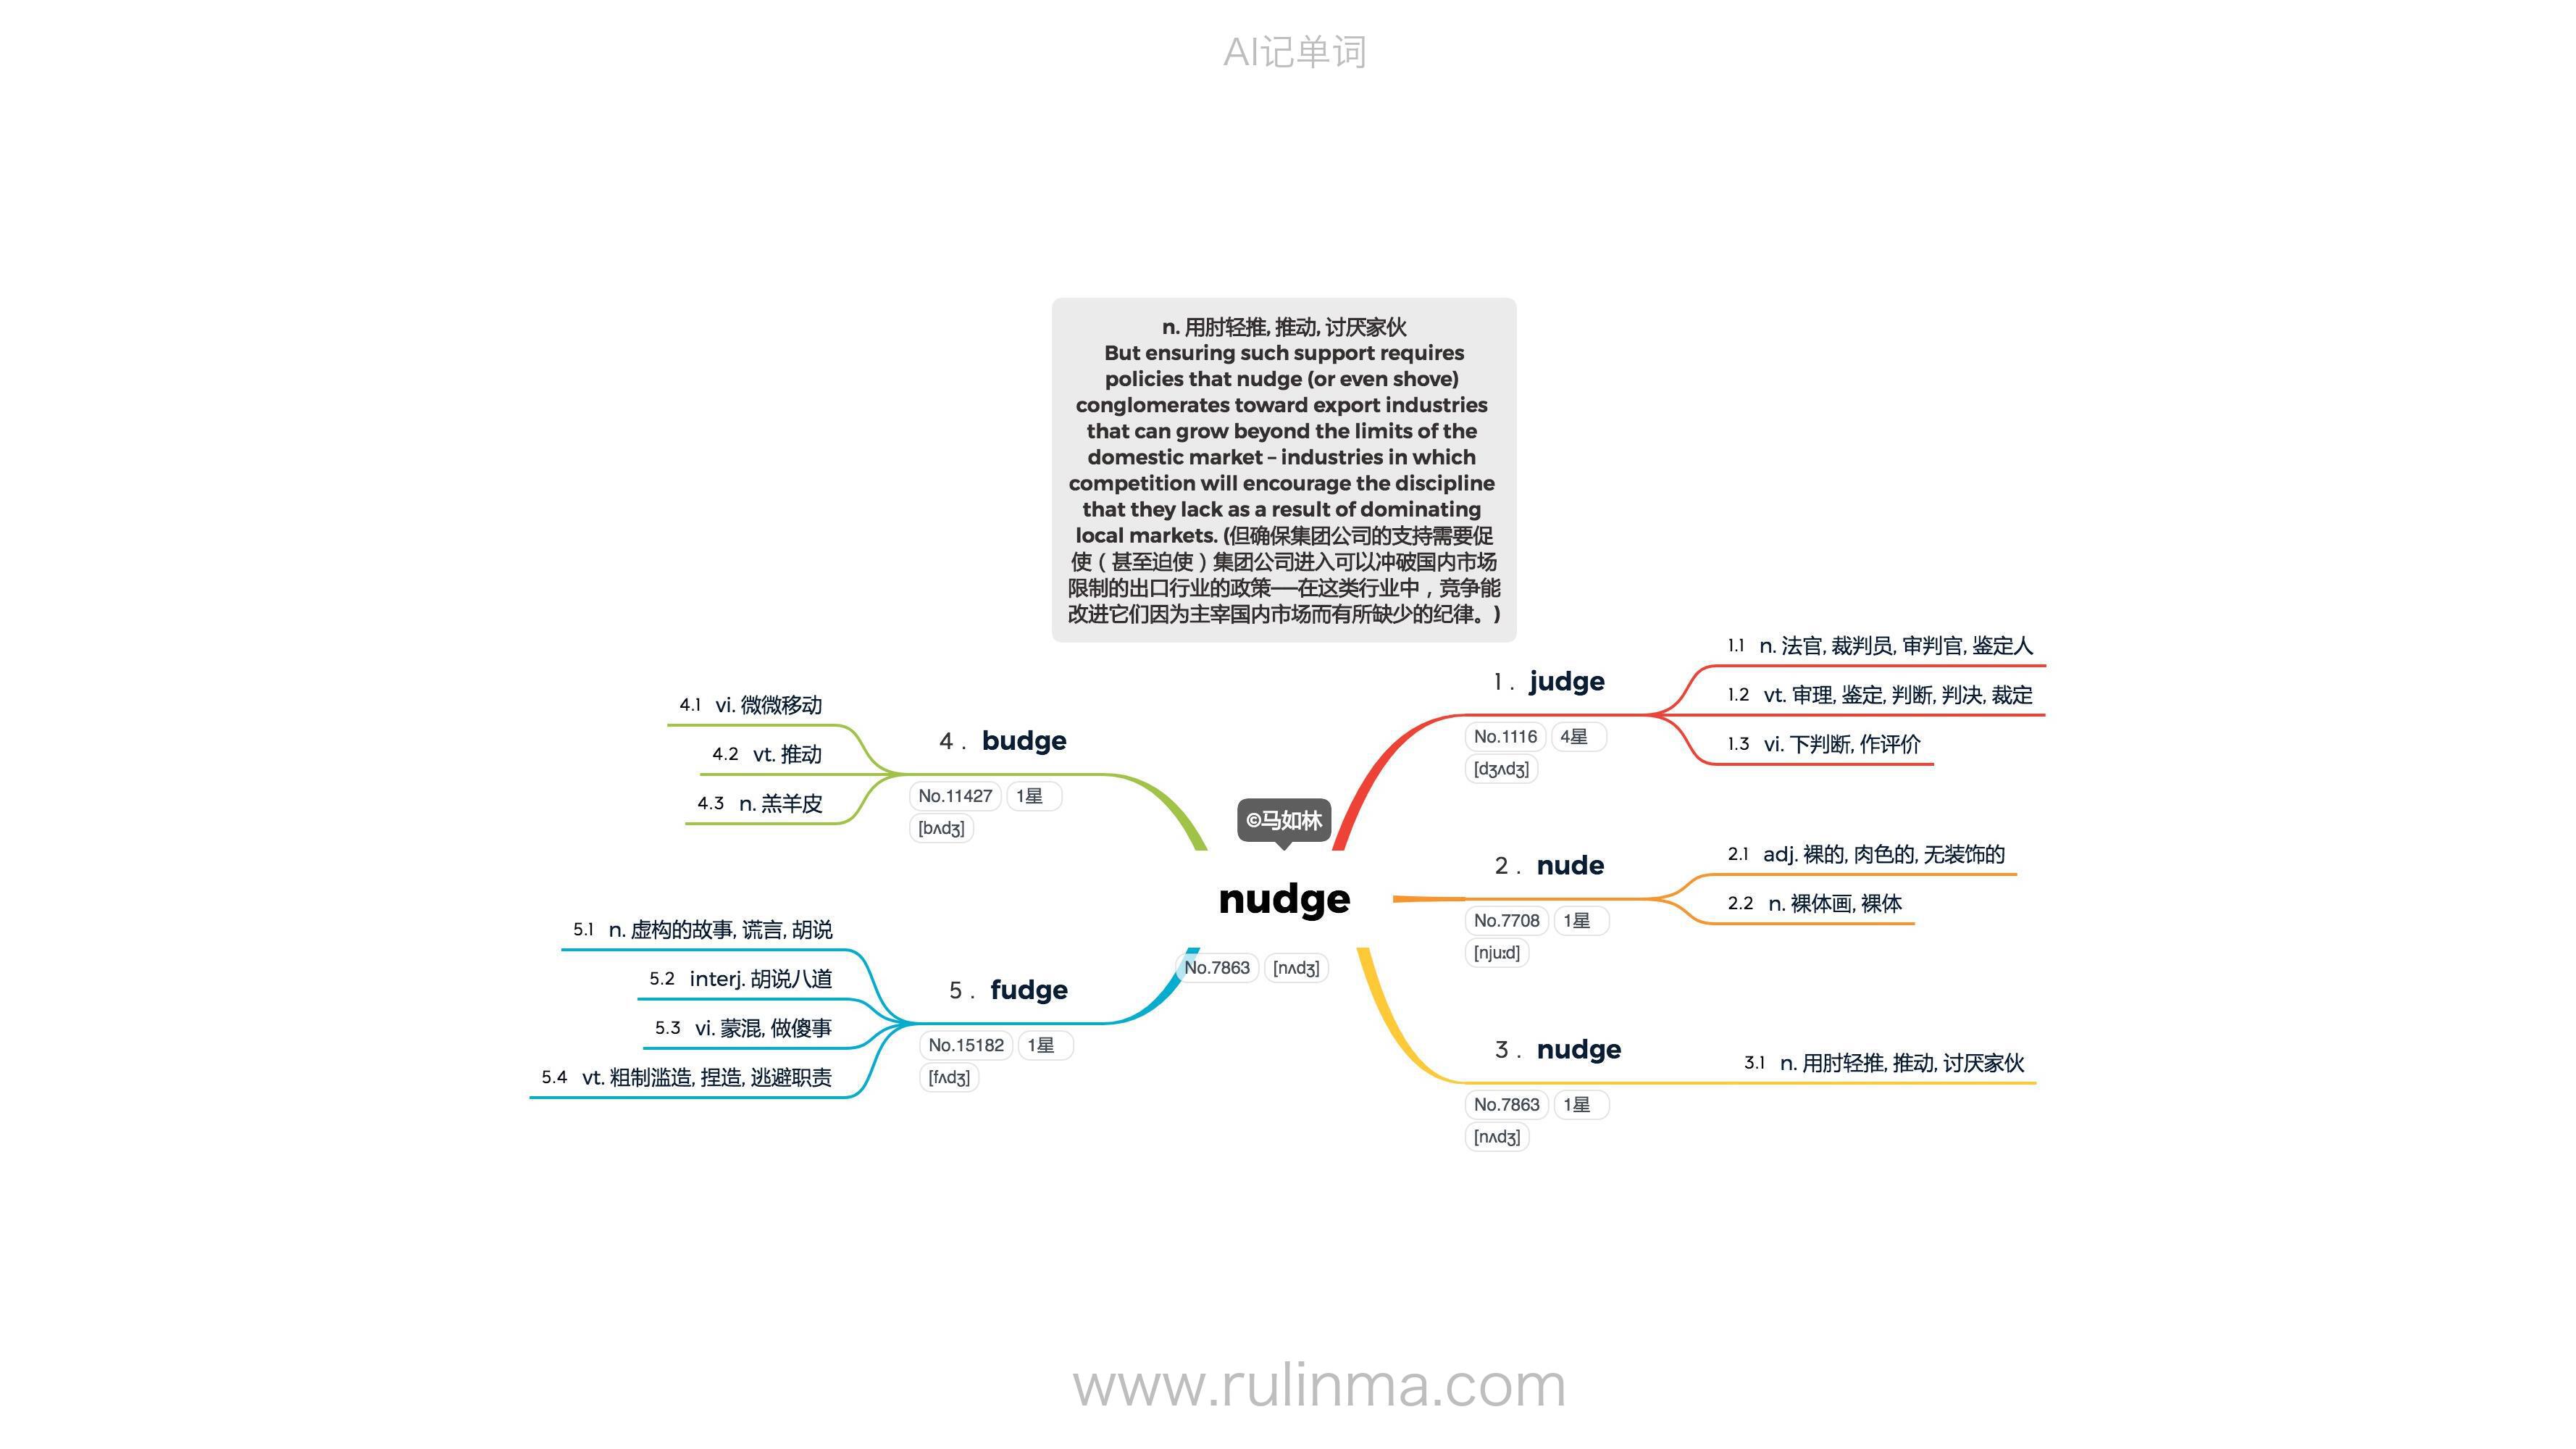 AI记单词
n. 用肘轻推, 推动, 讨厌家伙
But ensuring such support requires
policies that nudge (or even shove)
conglomerates toward export industries
that can grow beyond the limits of the
domestic market – industries in which
competition will encourage the discipline
that they lack as a result of dominating
local markets. (但确保集团公司的支持需要促
使（甚至迫使）集团公司进入可以冲破国内市场
限制的出口行业的政策──在这类行业中，竞争能
改进它们因为主宰国内市场而有所缺少的纪律。)
©马如林
nudge
No.7863 [nʌdʒ]
1. judge
No.1116 4星
[dʒʌdʒ]
1.1 n. 法官, 裁判员, 审判官, 鉴定人
1.2 vt. 审理, 鉴定, 判断, 判决, 裁定
1.3 vi. 下判断, 作评价
2. nude
No.7708 1星
[nju:d]
2.1 adj. 裸的, 肉色的, 无装饰的
2.2 n. 裸体画, 裸体
3. nudge
No.7863 1星
[nʌdʒ]
3.1 n. 用肘轻推, 推动, 讨厌家伙
4. budge
No.11427 1星
[bʌdʒ]
4.1 vi. 微微移动
4.2 vt. 推动
4.3 n. 羔羊皮
5. fudge
No.15182 1星
[fʌdʒ]
5.1 n. 虚构的故事, 谎言, 胡说
5.2 interj. 胡说八道
5.3 vi. 蒙混, 做傻事
5.4 vt. 粗制滥造, 捏造, 逃避职责
www.rulinma.com